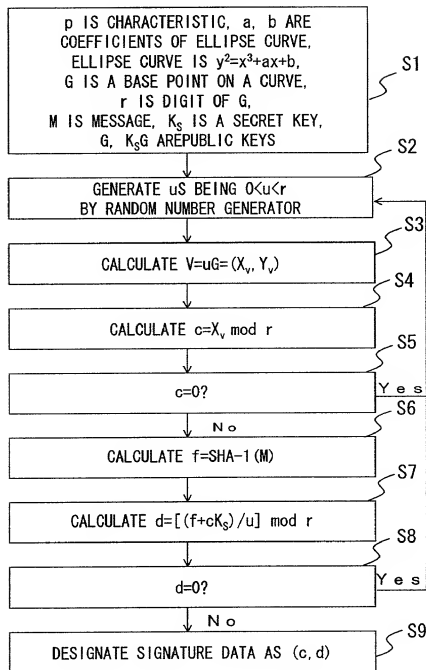 p IS CHARACTERISTIC, a, b ARE
COEFFICIENTS OF ELLIPSE CURVE,
ELLIPSE CURVE IS y²=x³+ax+b,
G IS A BASE POINT ON A CURVE,
r IS DIGIT OF G,
M IS MESSAGE, Kₛ IS A SECRET KEY,
G, KₛG AREPUBLIC KEYS
S1
S2
GENERATE uS BEING 0<u<r
BY RANDOM NUMBER GENERATOR
S3
CALCULATE V=uG=(Xᵥ, Yᵥ)
S4
CALCULATE c=Xᵥ mod r
S5
c=0?
Yes
No
S6
CALCULATE f=SHA-1(M)
S7
CALCULATE d=[(f+cKₛ)/u] mod r
S8
d=0?
Yes
No
S9
DESIGNATE SIGNATURE DATA AS (c, d)